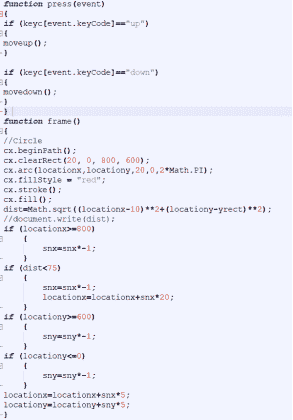 function press(event)
{
if (keyc[event.keyCode]=="up")
{
moveup();
}
if (keyc[event.keyCode]=="down")
{
movedown();
}
}
function frame()
{
//Circle
cx.beginPath();
cx.clearRect(20, 0, 800, 600);
cx.arc(locationx,locationy,20,0,2*Math.PI);
cx.fillStyle = "red";
cx.stroke();
cx.fill();
dist=Math.sqrt((locationx-10)**2+(locationy-yrect)**2);
//document.write(dist);
if (locationx>=800)
{
snx=snx*-1;
}
if (dist<75)
{
snx=snx*-1;
locationx=locationx+snx*20;
}
if (locationy>=600)
{
sny=sny*-1;
}
if (locationy<=0)
{
sny=sny*-1;
}
locationx=locationx+snx*5;
locationy=locationy+sny*5;
}